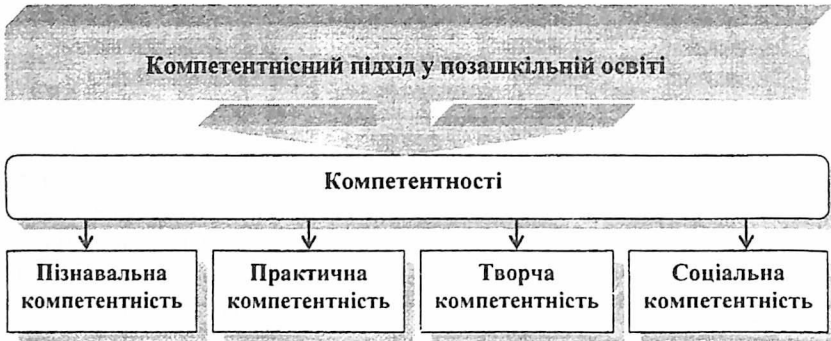 Компетентнісний підхід у позашкільній освіті
Компетентності
Пізнавальна
компетентність
Практична
компетентність
Творча
компетентність
Соціальна
компетентність